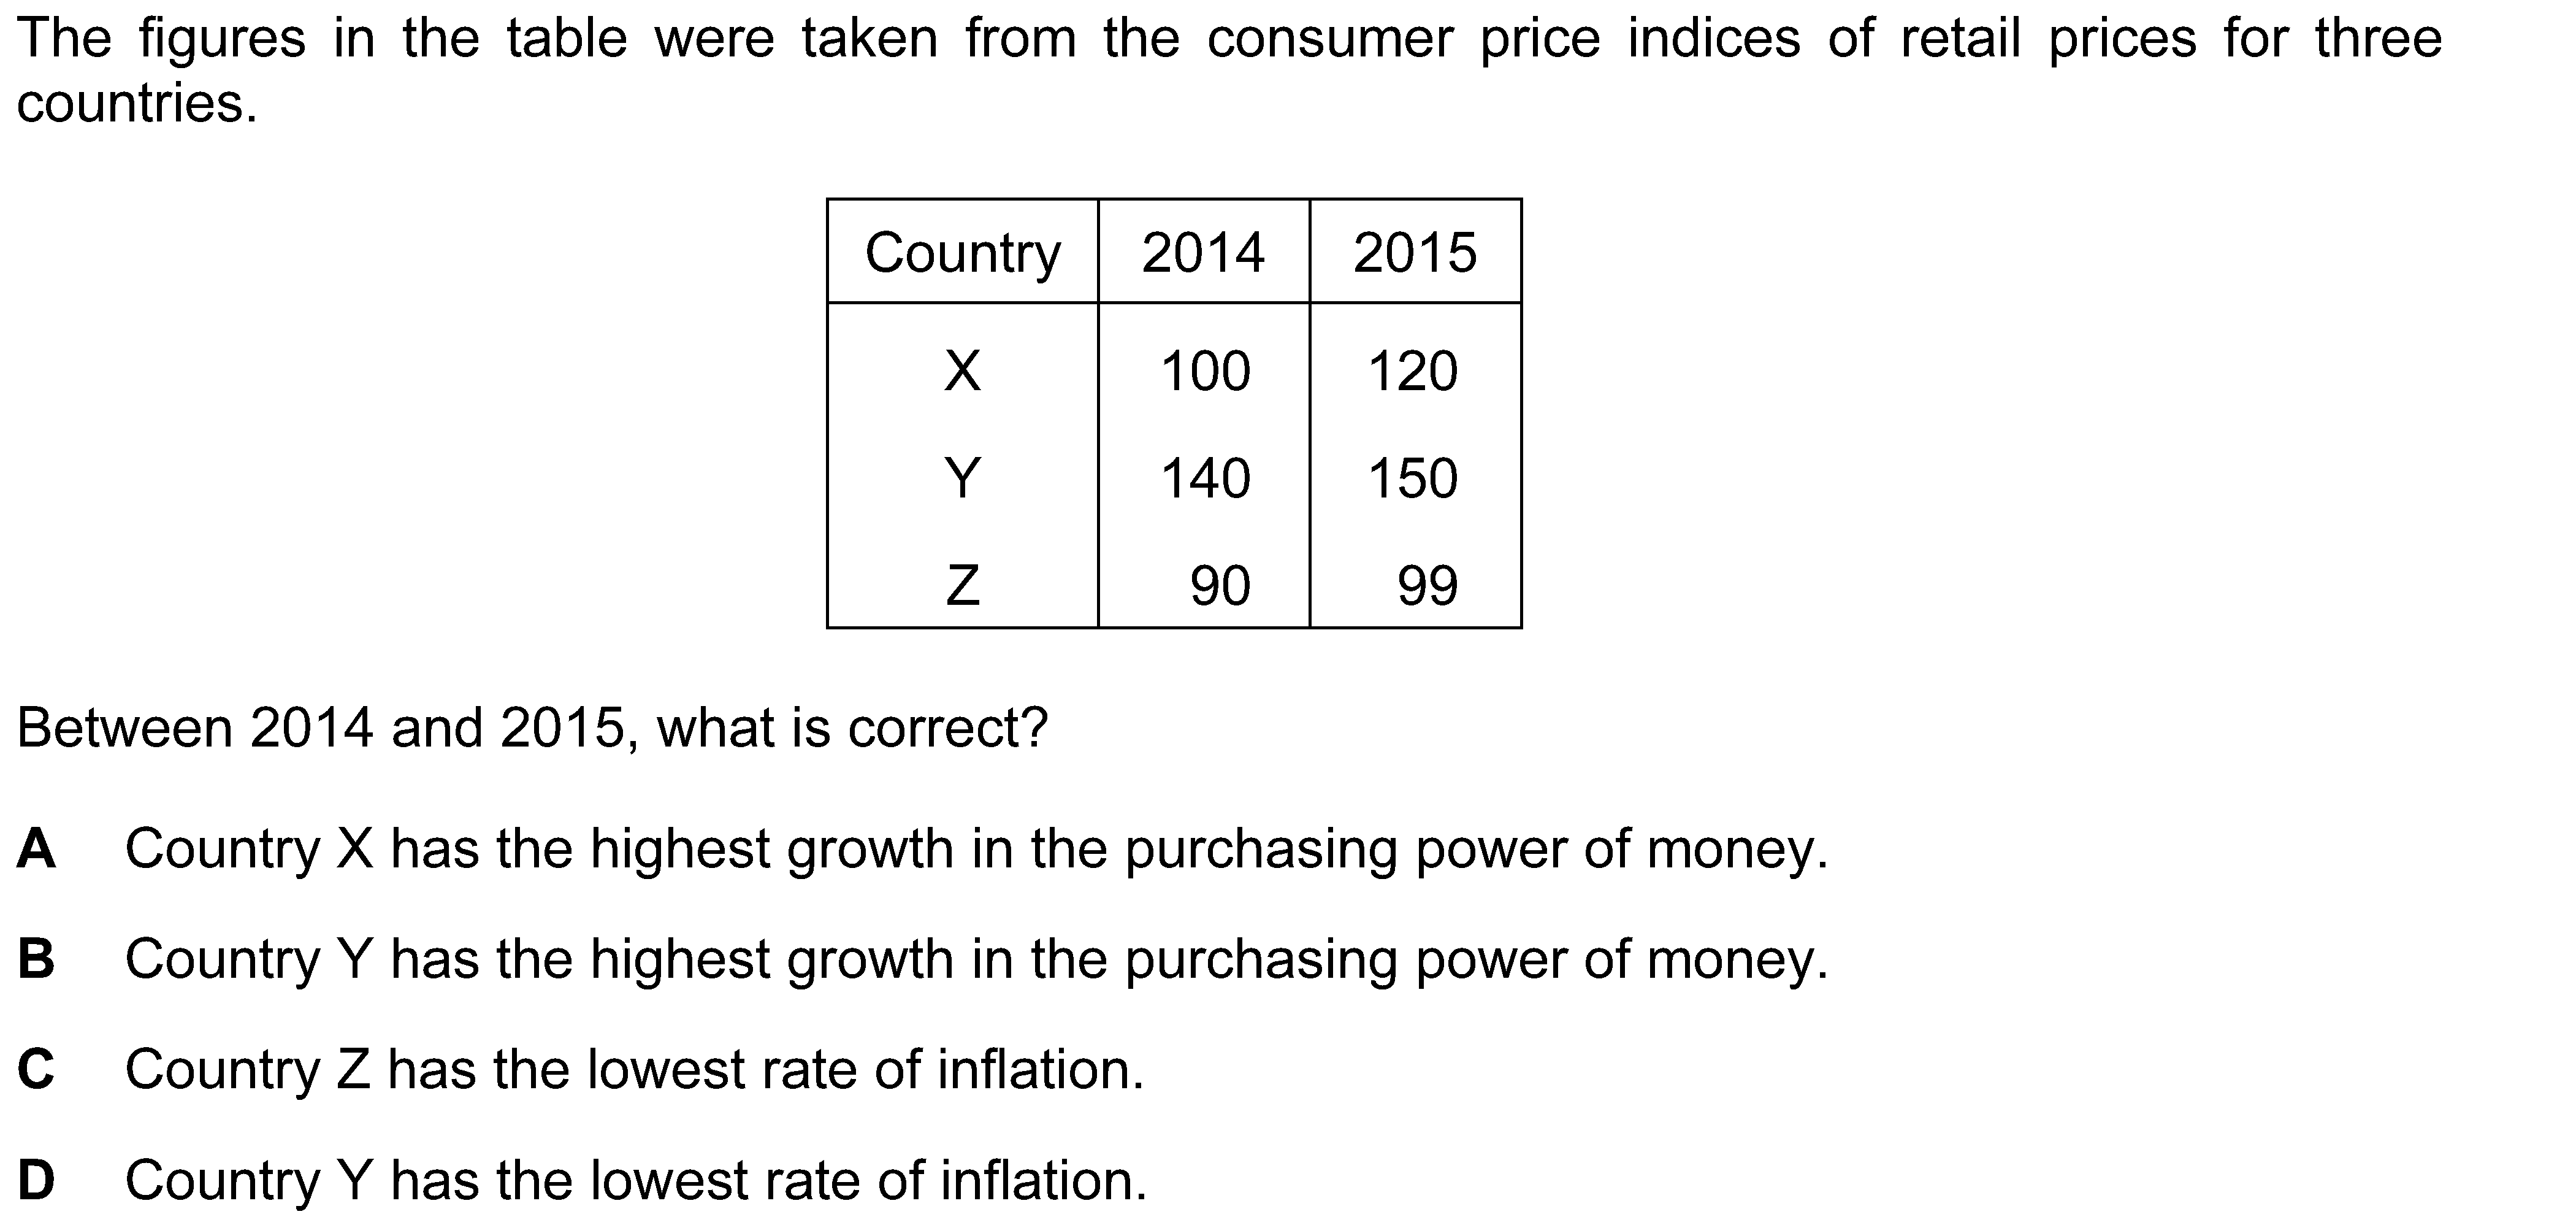 The figures in the table were taken from the consumer price indices of retail prices for three
countries.
Country 2014 2015
X 100 120
Y 140 150
Z 90 99
Between 2014 and 2015, what is correct?
A Country X has the highest growth in the purchasing power of money.
B Country Y has the highest growth in the purchasing power of money.
C Country Z has the lowest rate of inflation.
D Country Y has the lowest rate of inflation.